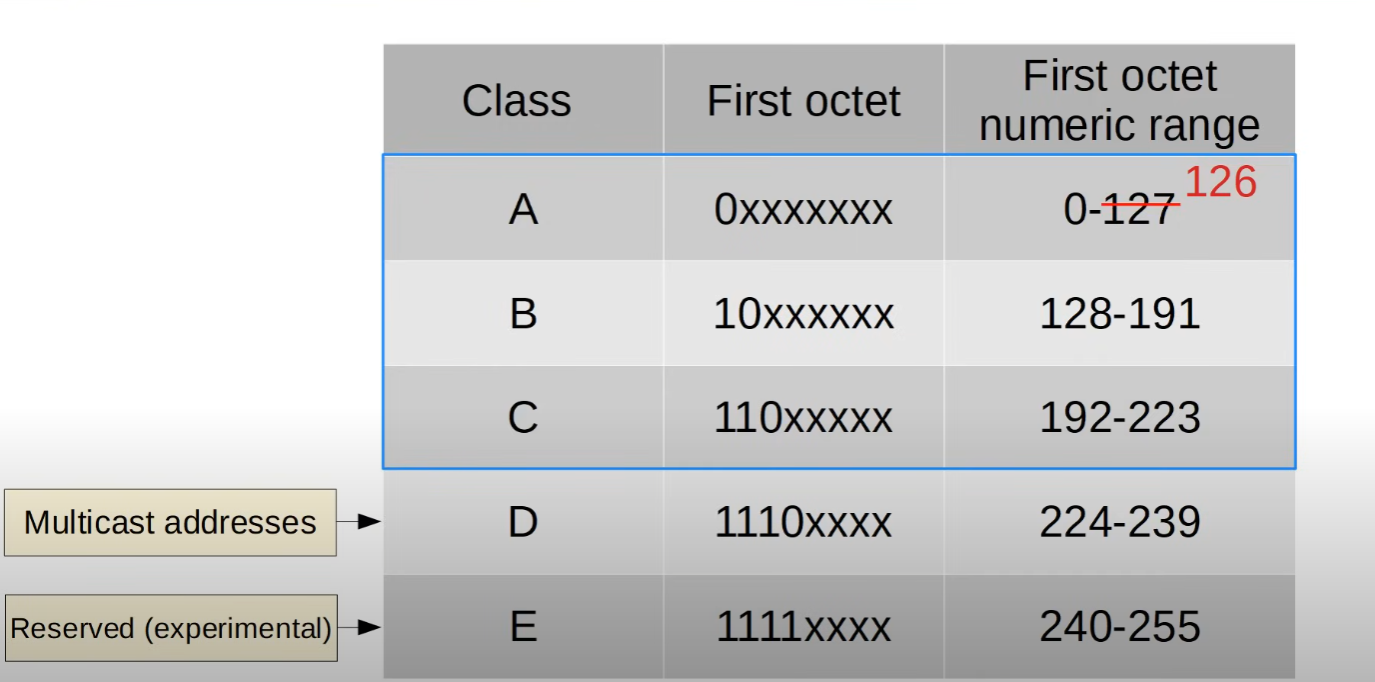 Class
First octet
First octet
numeric range
A
0xxxxxxx
0-127
126
B
10xxxxxx
128-191
C
110xxxxx
192-223
Multicast addresses
D
1110xxxx
224-239
Reserved (experimental)
E
1111xxxx
240-255